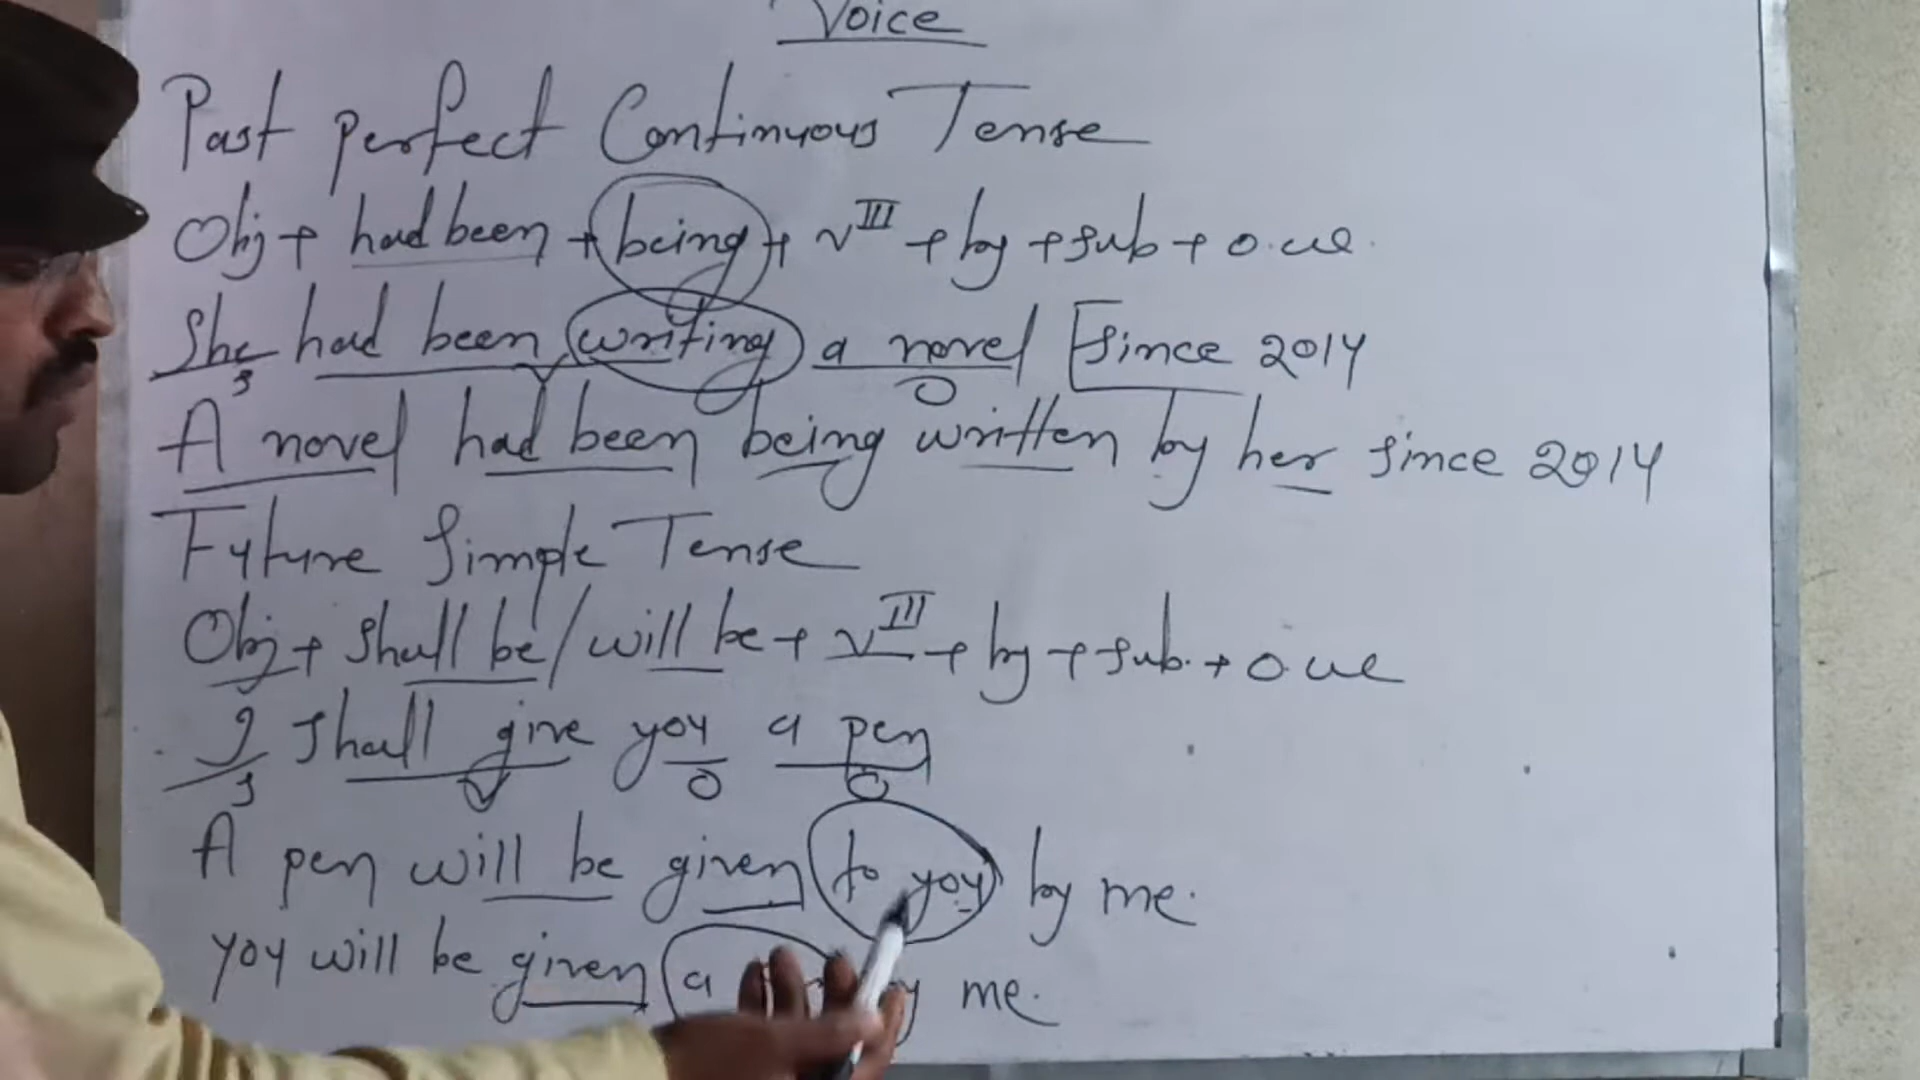 Voice
Past perfect Continuous Tense
Obj + had been + being + v III + by + sub + o.we.
She had been writing a novel [since 2014
S V O
A novel had been being written by her since 2014
Future Simple Tense
Obj + shall be/will be + v III + by + sub. + o.we
I shall give you a pen
S V O O
A pen will be given to you by me.
you will be given a me.